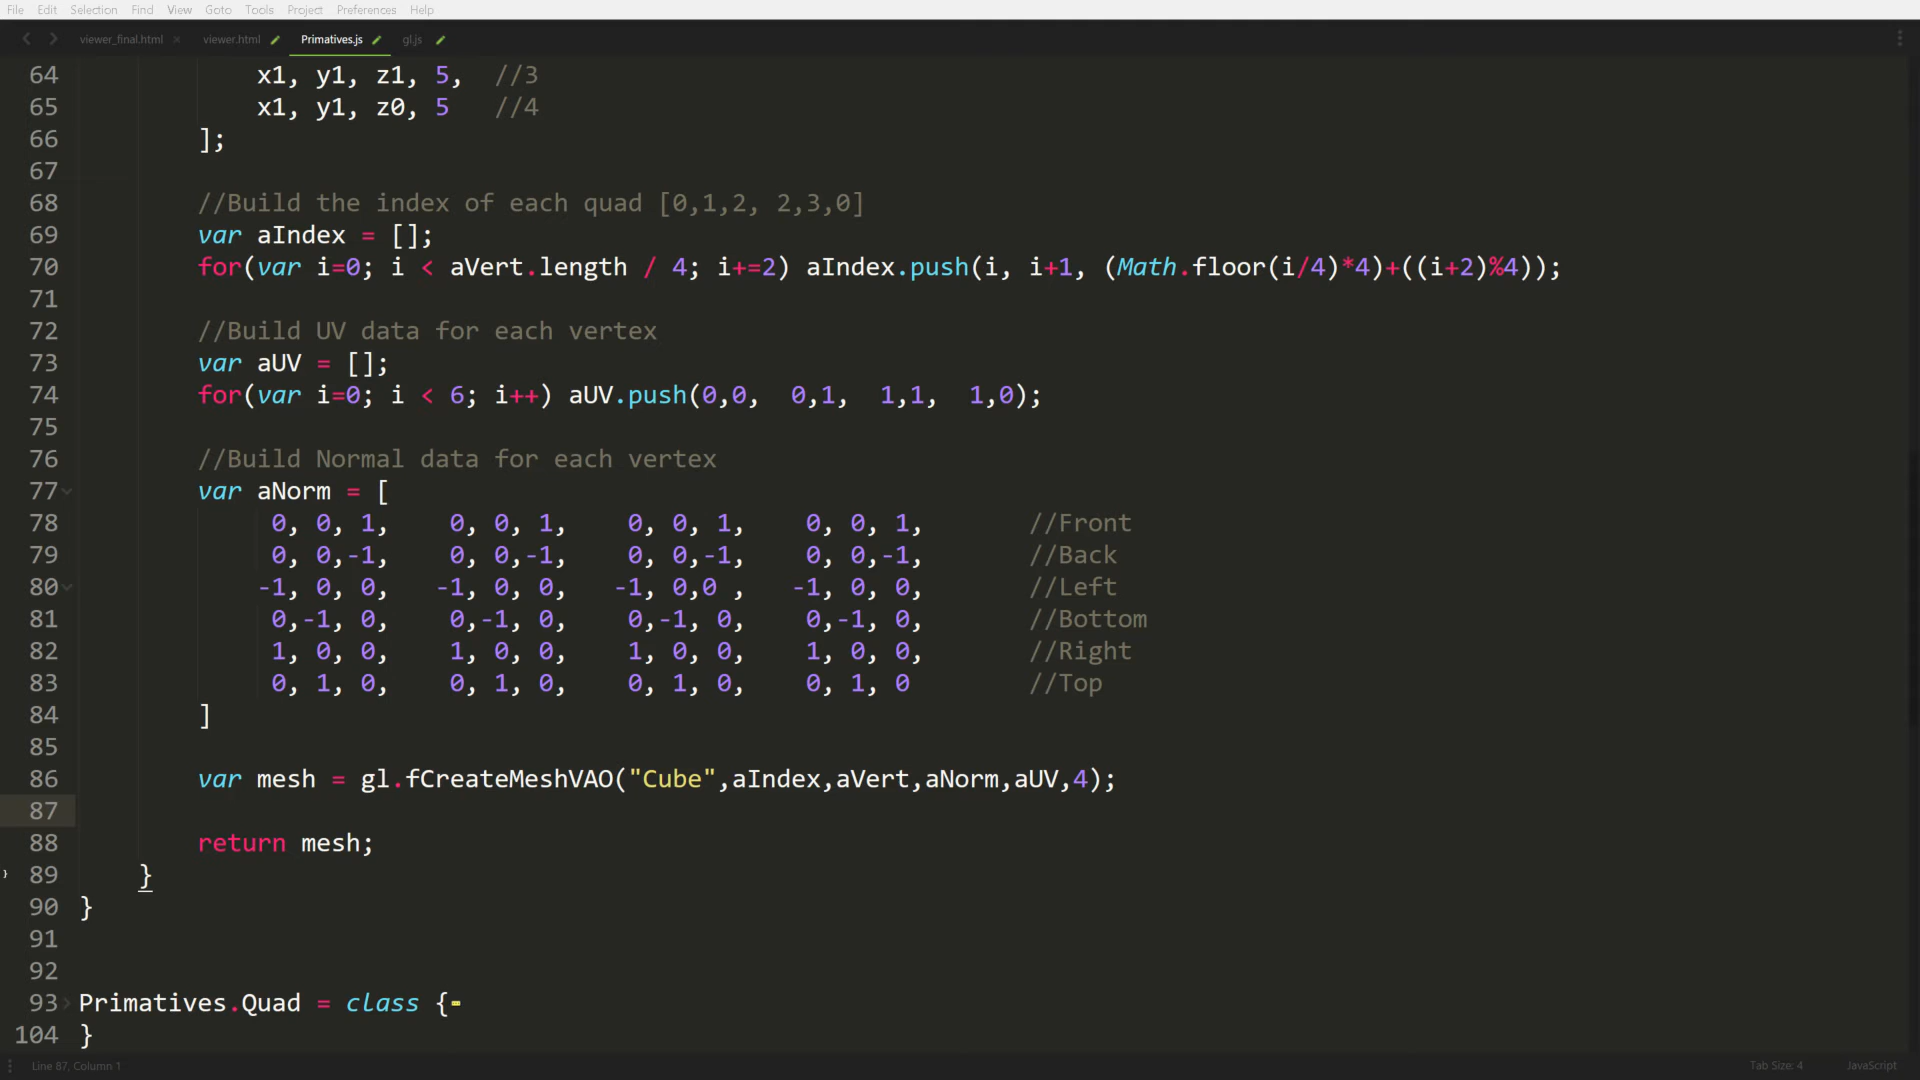 File Edit Selection Find View Goto Tools Project Preferences Help
viewer_final.html viewer.html Primatives.js gl.js
64 x1, y1, z1, 5, //3
65 x1, y1, z0, 5 //4
66 ];
67
68 //Build the index of each quad [0,1,2, 2,3,0]
69 var aIndex = [];
70 for(var i=0; i < aVert.length / 4; i+=2) aIndex.push(i, i+1, (Math.floor(i/4)*4)+((i+2)%4));
71
72 //Build UV data for each vertex
73 var aUV = [];
74 for(var i=0; i < 6; i++) aUV.push(0,0, 0,1, 1,1, 1,0);
75
76 //Build Normal data for each vertex
77 var aNorm = [
78 0, 0, 1, 0, 0, 1, 0, 0, 1, 0, 0, 1, //Front
79 0, 0,-1, 0, 0,-1, 0, 0,-1, 0, 0,-1, //Back
80 -1, 0, 0, -1, 0, 0, -1, 0,0 , -1, 0, 0, //Left
81 0,-1, 0, 0,-1, 0, 0,-1, 0, 0,-1, 0, //Bottom
82 1, 0, 0, 1, 0, 0, 1, 0, 0, 1, 0, 0, //Right
83 0, 1, 0, 0, 1, 0, 0, 1, 0, 0, 1, 0 //Top
84 ]
85
86 var mesh = gl.fCreateMeshVAO("Cube",aIndex,aVert,aNorm,aUV,4);
87
88 return mesh;
} 89 }
90 }
91
92
93 Primatives.Quad = class {
104 }
Line 87, Column 1 Tab Size: 4 JavaScript